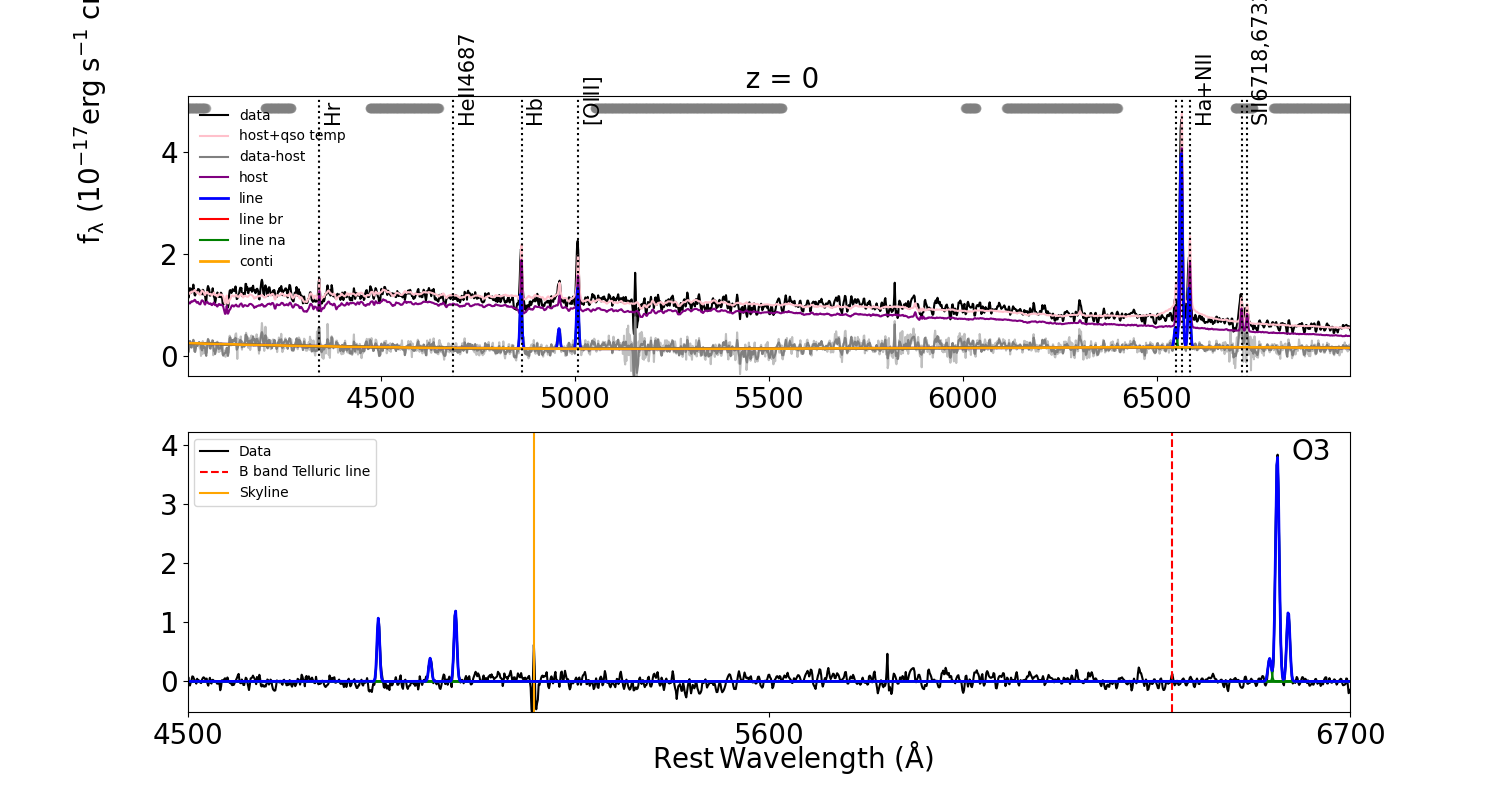 z = 0
f_λ (10^−17 erg s^−1
Hr
HeII4687
Hb
[OIII]
Ha+NII
SII6718,673
data
host+qso temp
data-host
host
line
line br
line na
conti
4
2
0
4500
5000
5500
6000
6500
Data
B band Telluric line
Skyline
O3
4
3
2
1
0
4500
5600
6700
Rest Wavelength (Å)